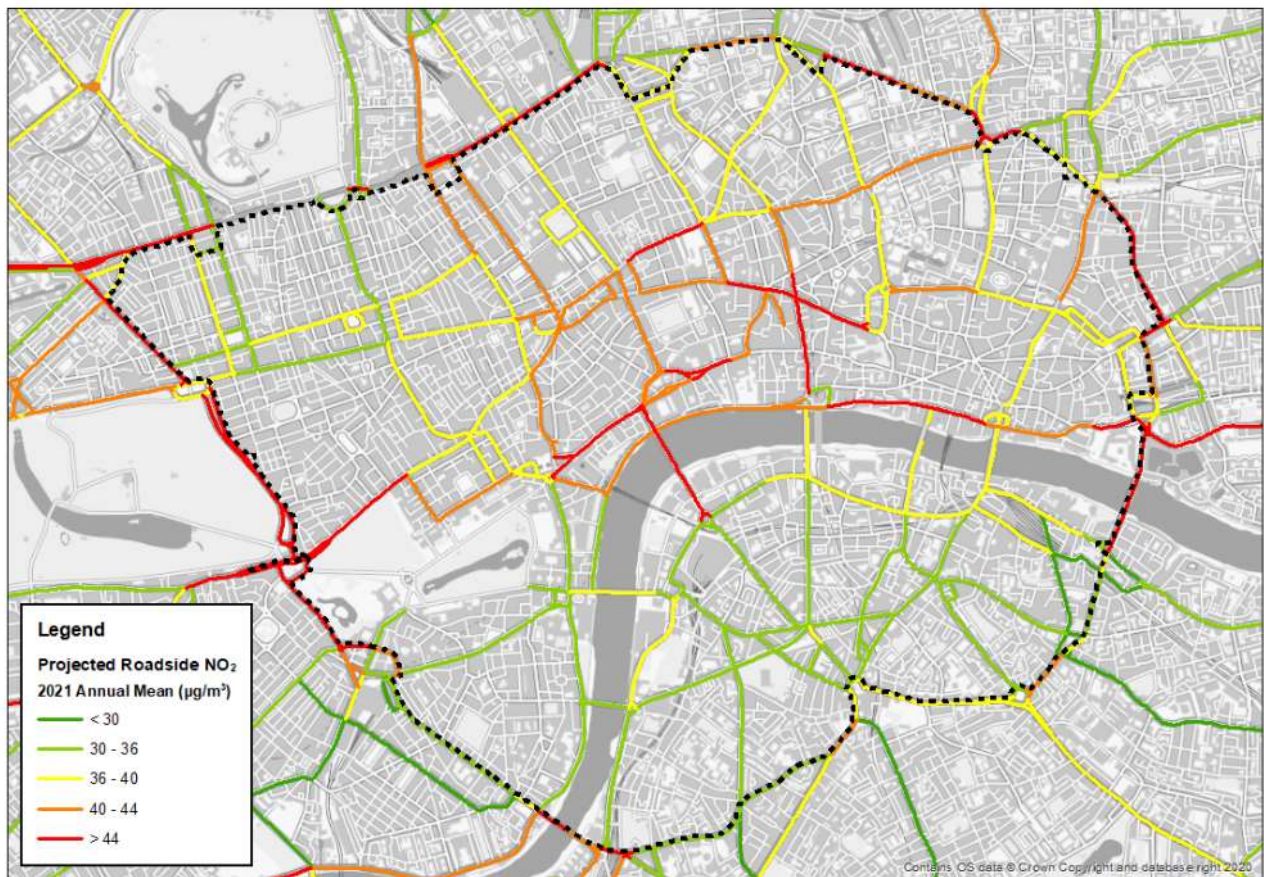 Legend
Projected Roadside NO₂
2021 Annual Mean (µg/m³)
< 30
30 - 36
36 - 40
40 - 44
> 44
Contains OS data © Crown Copyright and database right 2020